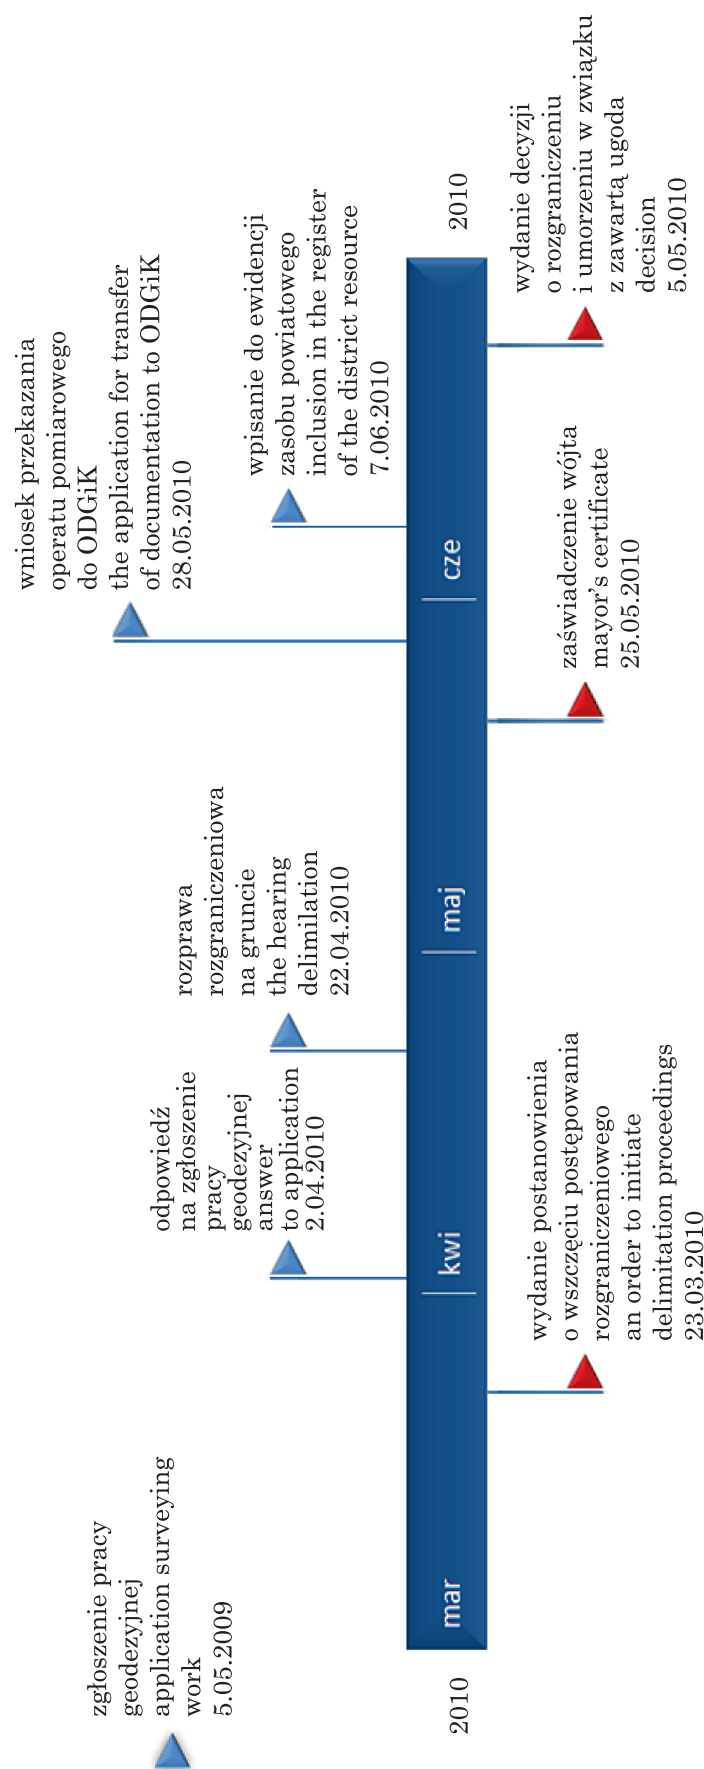 zgłoszenie pracy
geodezyjnej
application surveying
work
5.05.2009
odpowiedź
na zgłoszenie
pracy
geodezyjnej
answer
to application
2.04.2010
rozprawa
rozgraniczeniowa
na gruncie
the hearing
delimilation
22.04.2010
wniosek przekazania
operatu pomiarowego
do ODGiK
the application for transfer
of documentation to ODGiK
28.05.2010
wpisanie do ewidencji
zasobu powiatowego
inclusion in the register
of the district resource
7.06.2010
2010
mar
kwi
maj
cze
2010
wydanie postanowienia
o wszczęciu postępowania
rozgraniczeniowego
an order to initiate
delimitation proceedings
23.03.2010
zaświadczenie wójta
mayor's certificate
25.05.2010
wydanie decyzji
o rozgraniczeniu
i umorzeniu w związku
z zawartą ugoda
decision
5.05.2010